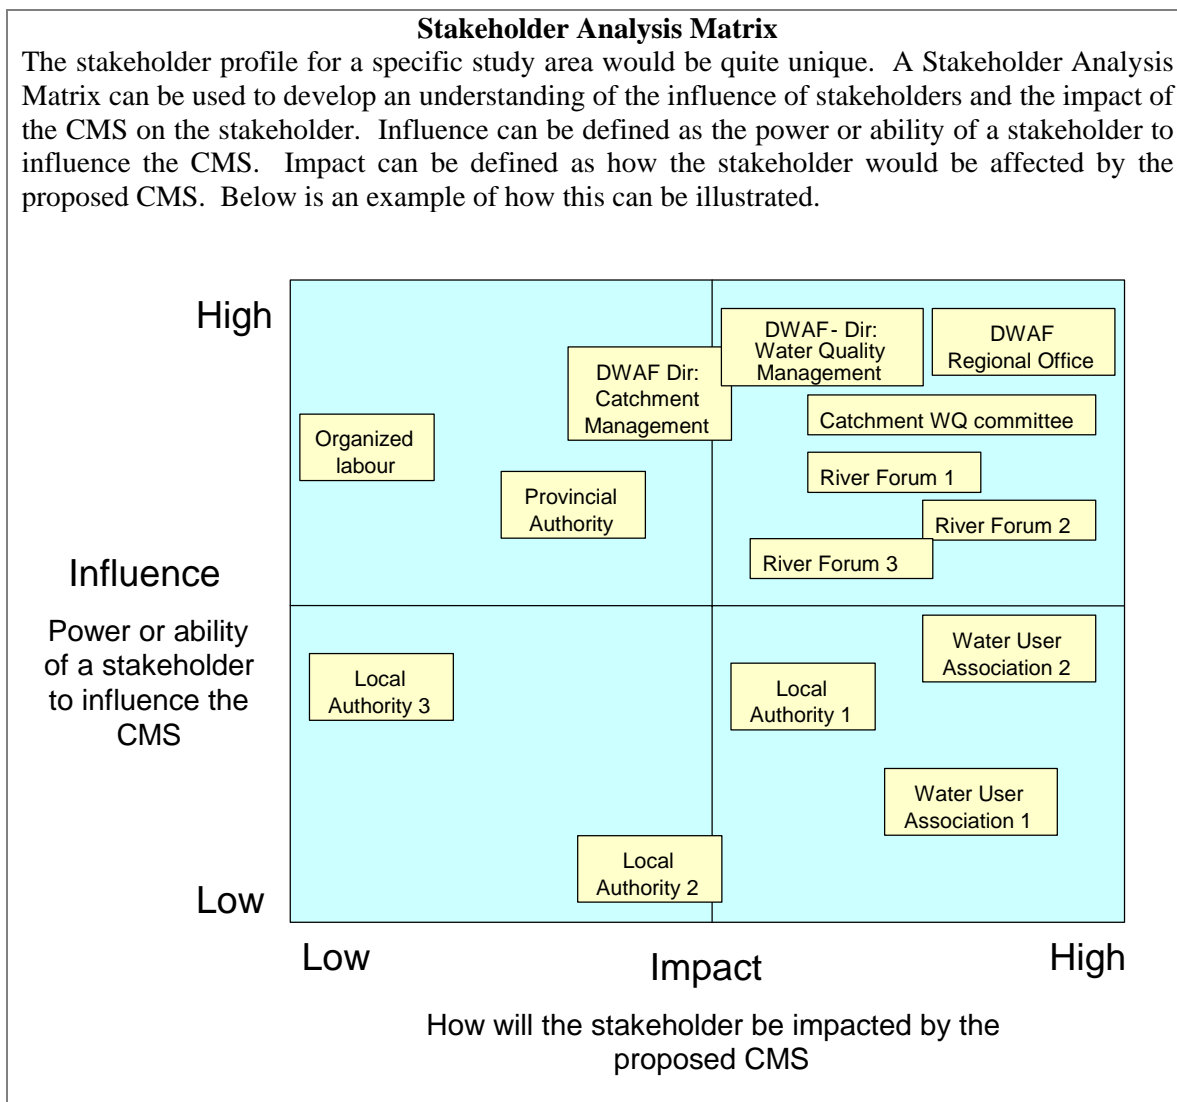 Stakeholder Analysis Matrix
The stakeholder profile for a specific study area would be quite unique. A Stakeholder Analysis
Matrix can be used to develop an understanding of the influence of stakeholders and the impact of
the CMS on the stakeholder. Influence can be defined as the power or ability of a stakeholder to
influence the CMS. Impact can be defined as how the stakeholder would be affected by the
proposed CMS. Below is an example of how this can be illustrated.
High
DWAF - Dir:
Water Quality
Management
DWAF
Regional Office
DWAF Dir:
Catchment
Management
Catchment WQ committee
Organized
labour
River Forum 1
Provincial
Authority
River Forum 2
River Forum 3
Influence
Power or ability
of a stakeholder
to influence the
CMS
Water User
Association 2
Local
Authority 3
Local
Authority 1
Water User
Association 1
Local
Authority 2
Low
Low
Impact
High
How will the stakeholder be impacted by the
proposed CMS